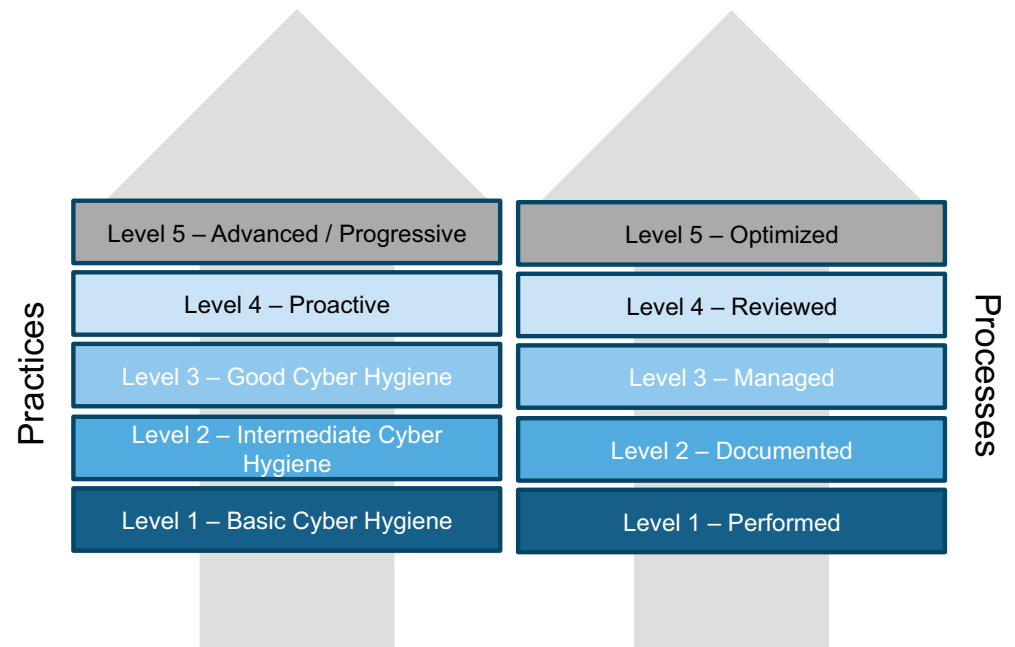 Practices
Level 5 – Advanced / Progressive
Level 4 – Proactive
Level 3 – Good Cyber Hygiene
Level 2 – Intermediate Cyber
Hygiene
Level 1 – Basic Cyber Hygiene
Level 5 – Optimized
Level 4 – Reviewed
Level 3 – Managed
Level 2 – Documented
Level 1 – Performed
Processes